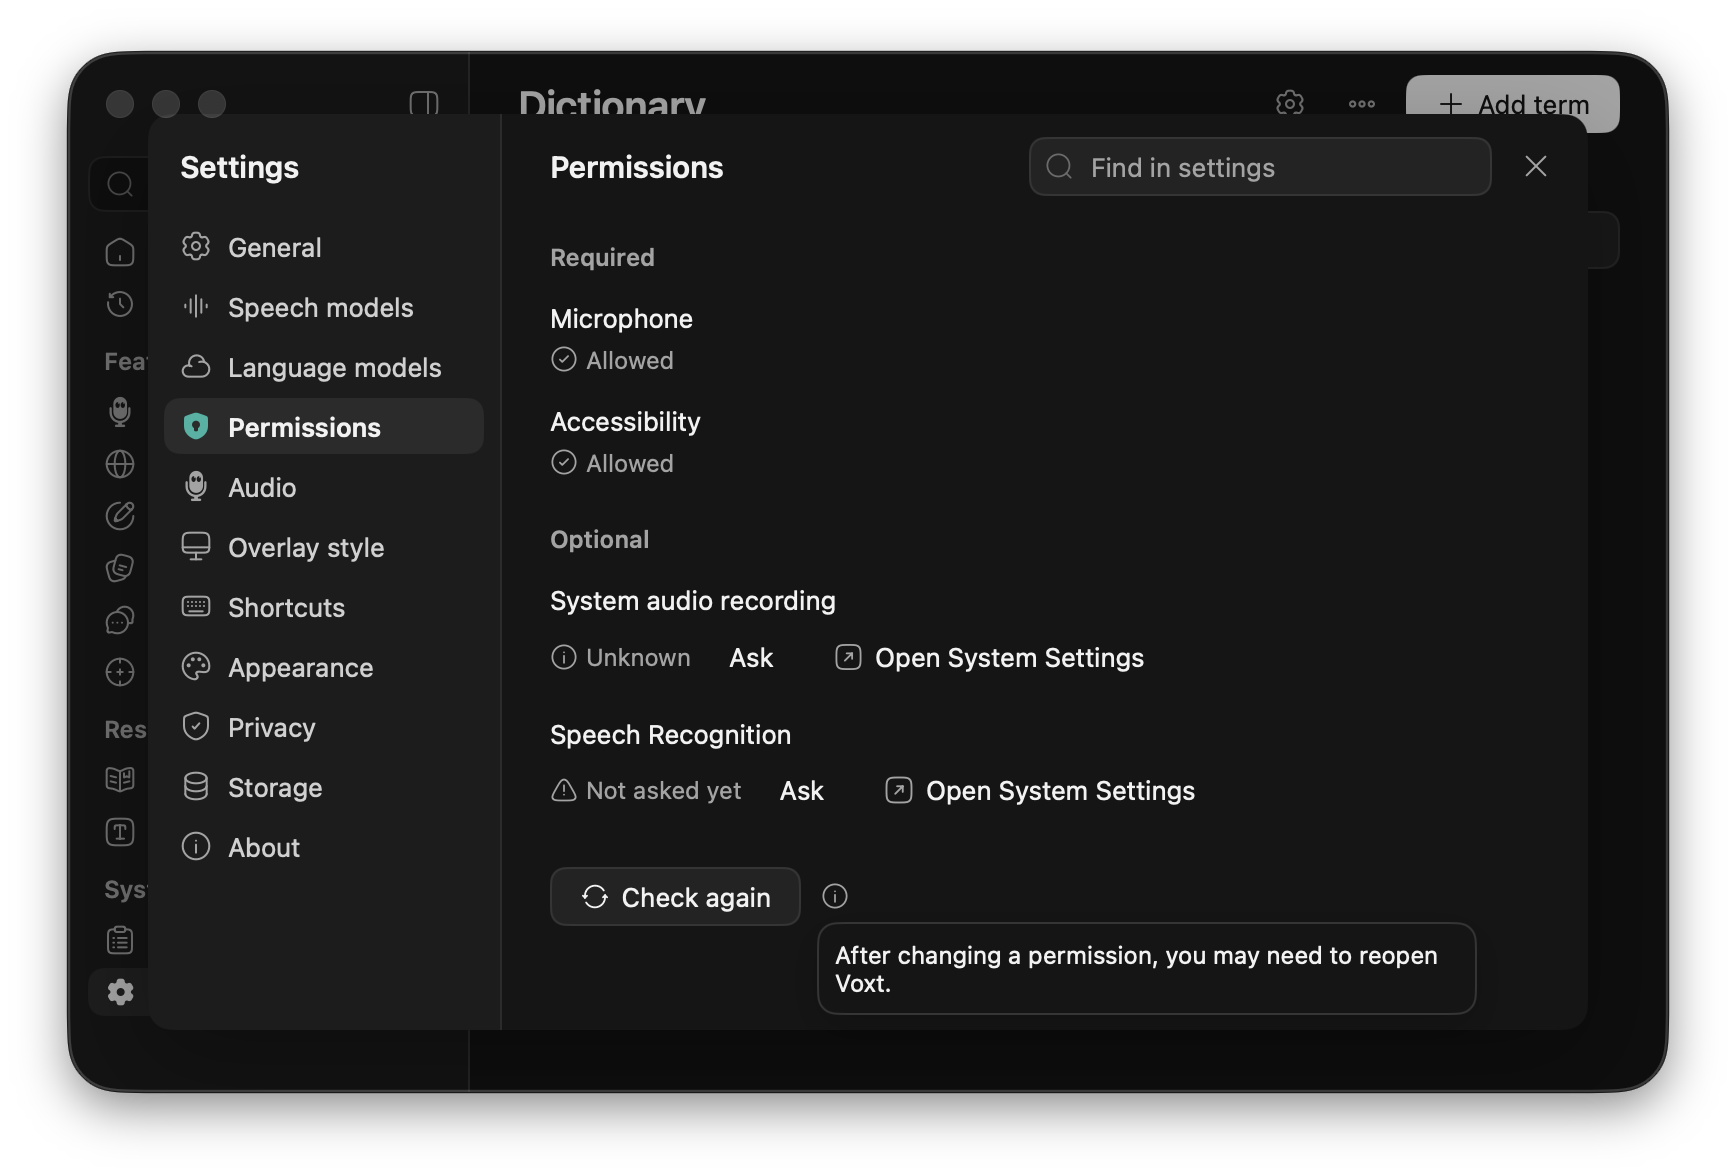 Dictionary
Add term
Settings
Permissions
Find in settings
General
Speech models
Language models
Permissions
Audio
Overlay style
Shortcuts
Appearance
Privacy
Storage
About
Required
Microphone
Allowed
Accessibility
Allowed
Optional
System audio recording
Unknown Ask Open System Settings
Speech Recognition
Not asked yet Ask Open System Settings
Check again
After changing a permission, you may need to reopen
Voxt.